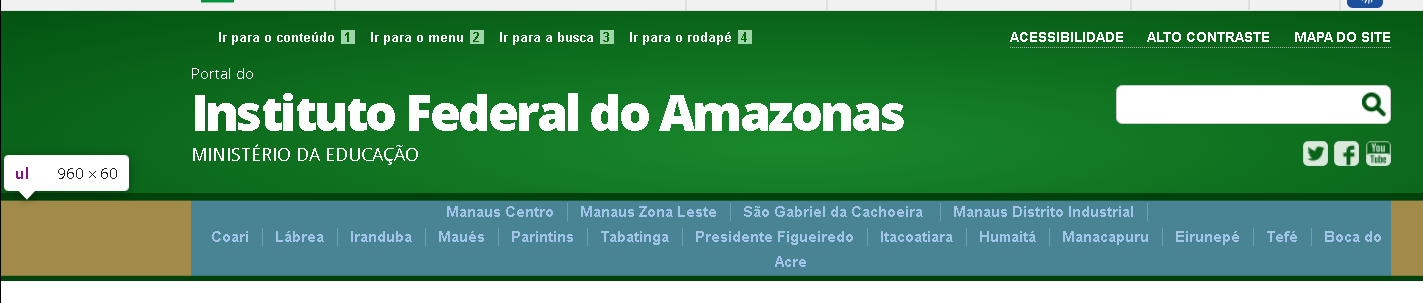 Ir para o conteúdo 1 Ir para o menu 2 Ir para a busca 3 Ir para o rodapé 4 ACESSIBILIDADE ALTO CONTRASTE MAPA DO SITE
Portal do
Instituto Federal do Amazonas
MINISTÉRIO DA EDUCAÇÃO
You Tube
ul 960 × 60
Manaus Centro Manaus Zona Leste São Gabriel da Cachoeira Manaus Distrito Industrial
Coari Lábrea Iranduba Maués Parintins Tabatinga Presidente Figueiredo Itacoatiara Humaitá Manacapuru Eirunepé Tefé Boca do
Acre